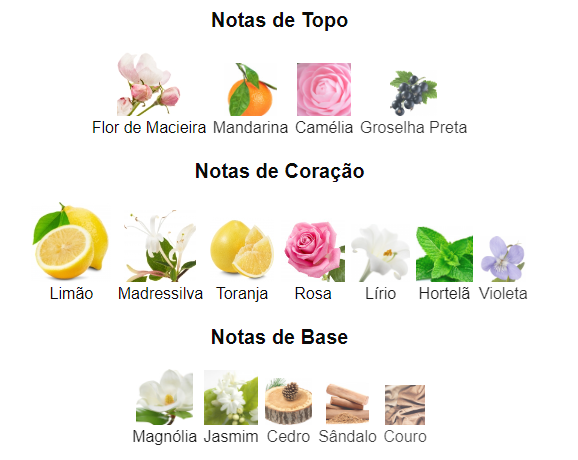 Notas de Topo
Flor de Macieira Mandarina Camélia Groselha Preta
Notas de Coração
Limão Madressilva Toranja Rosa Lírio Hortelã Violeta
Notas de Base
Magnólia Jasmim Cedro Sândalo Couro